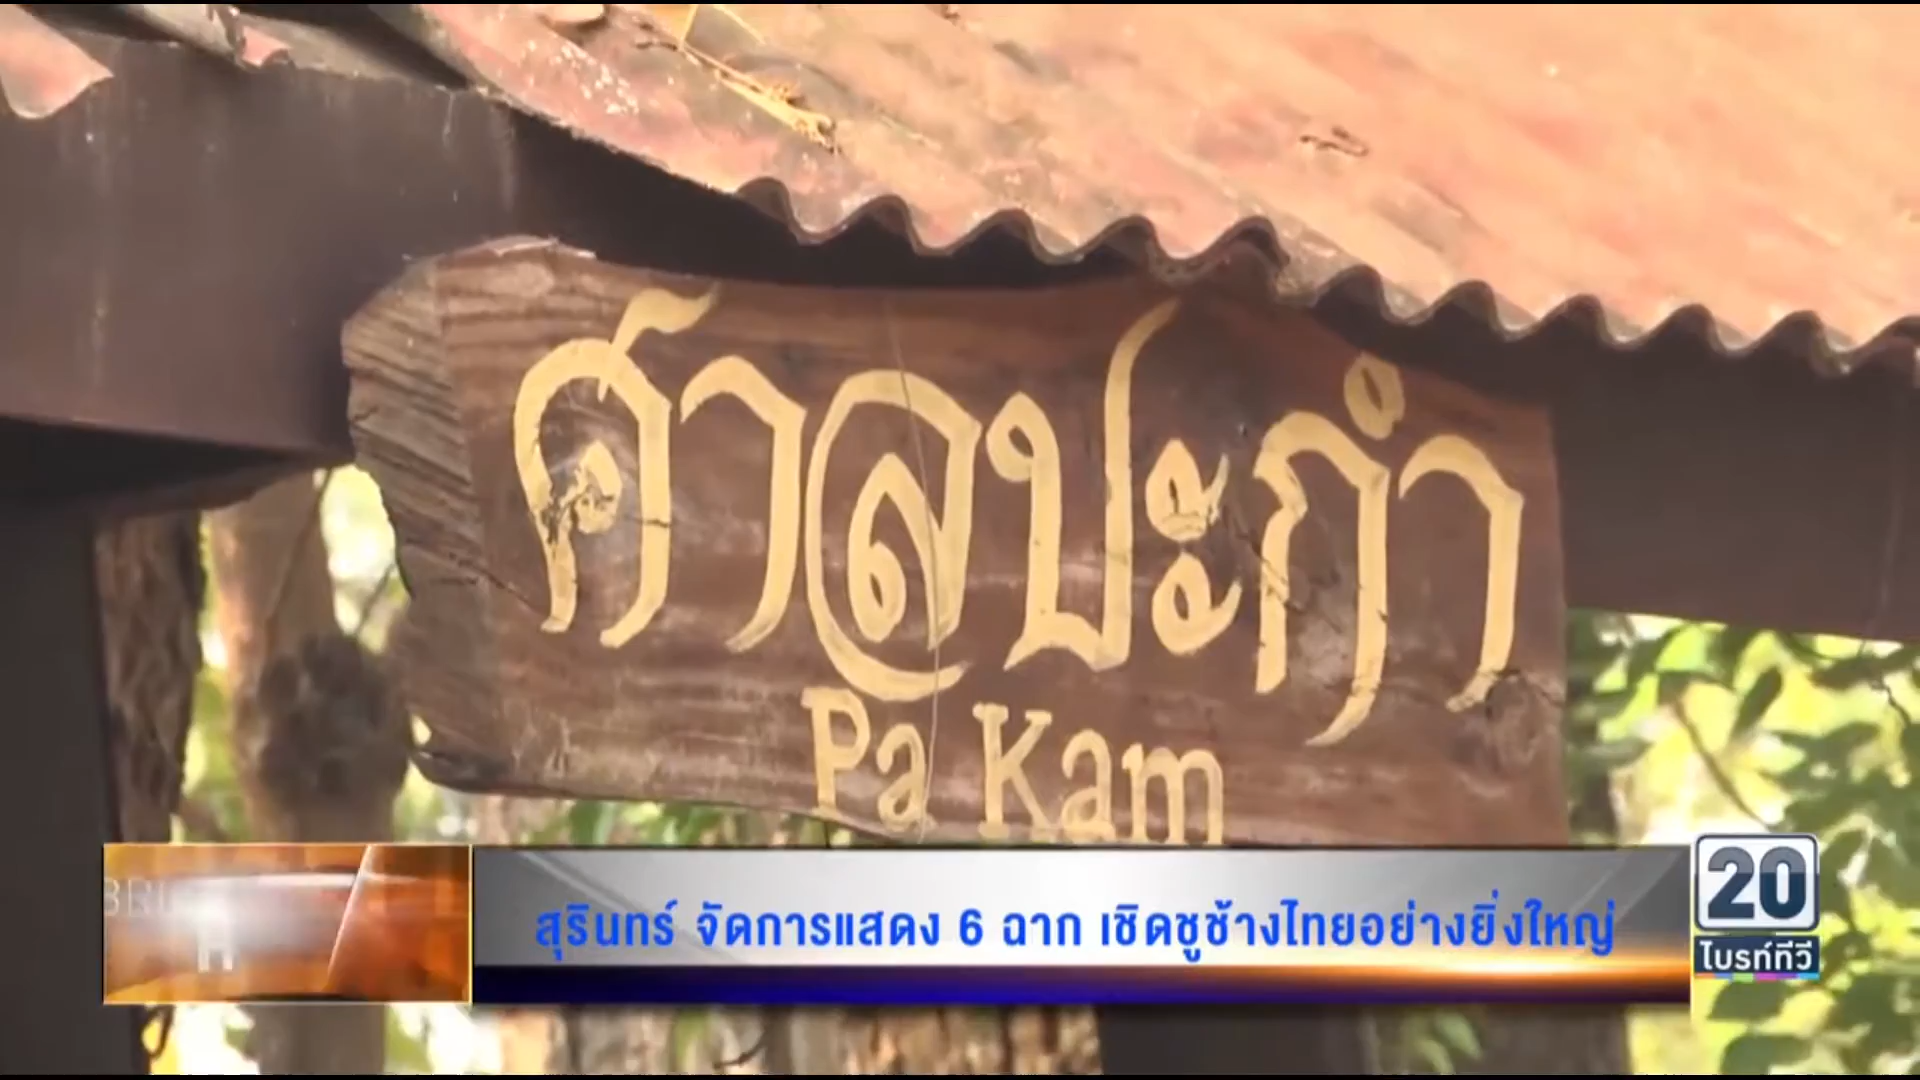 ศาลปะกำ
Pa Kam
สุรินทร์ จัดการแสดง 6 ฉาก เชิดชูช้างไทยอย่างยิ่งใหญ่
20
ไบรท์ทีวี